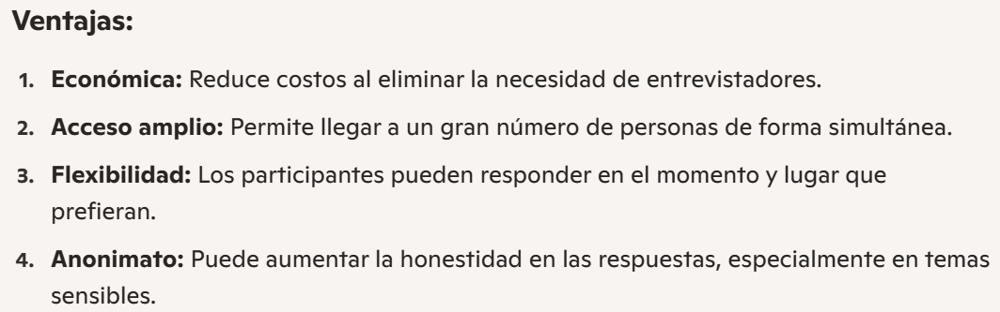 Ventajas:
1. Económica: Reduce costos al eliminar la necesidad de entrevistadores.
2. Acceso amplio: Permite llegar a un gran número de personas de forma simultánea.
3. Flexibilidad: Los participantes pueden responder en el momento y lugar que
prefieran.
4. Anonimato: Puede aumentar la honestidad en las respuestas, especialmente en temas
sensibles.